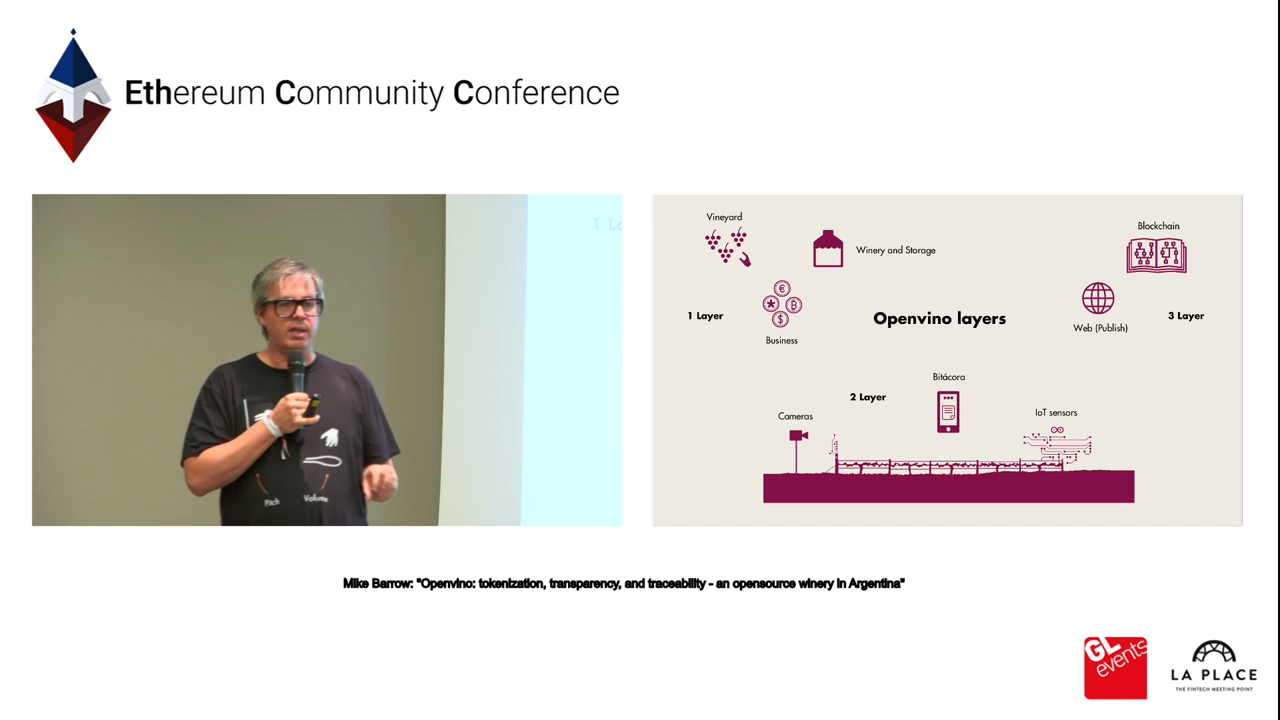 Ethereum Community Conference
1 La
Pitch
Volume
Vineyard
Winery and Storage
Blockchain
€
B
$
1 Layer
Openvino layers
3 Layer
Web (Publish)
Business
Bitácora
2 Layer
Cameras
IoT sensors
Mike Barrow: "Openvino: tokenization, transparency, and traceability - an opensource winery in Argentina"
GL
events
LA PLACE
THE FINTECH MEETING POINT